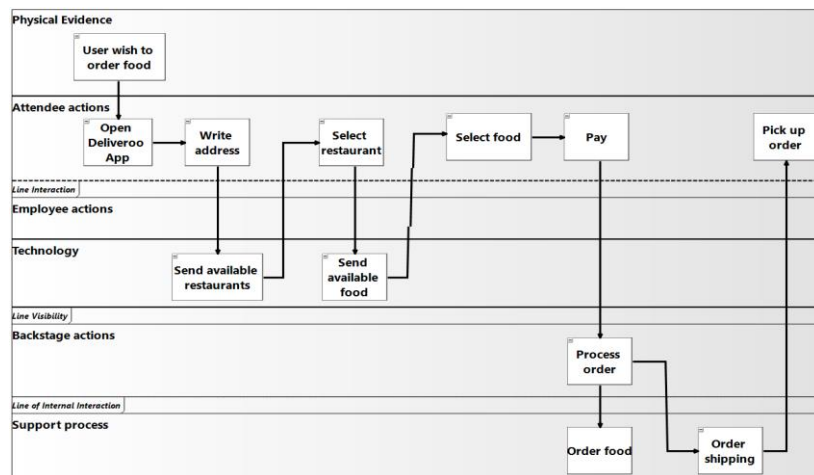 Physical Evidence
User wish to
order food
Attendee actions
Open
Deliveroo
App
Write
address
Select
restaurant
Select food
Pay
Pick up
order
Line Interaction
Employee actions
Technology
Send available
restaurants
Send
available
food
Line Visibility
Backstage actions
Process
order
Line of Internal Interaction
Support process
Order food
Order
shipping